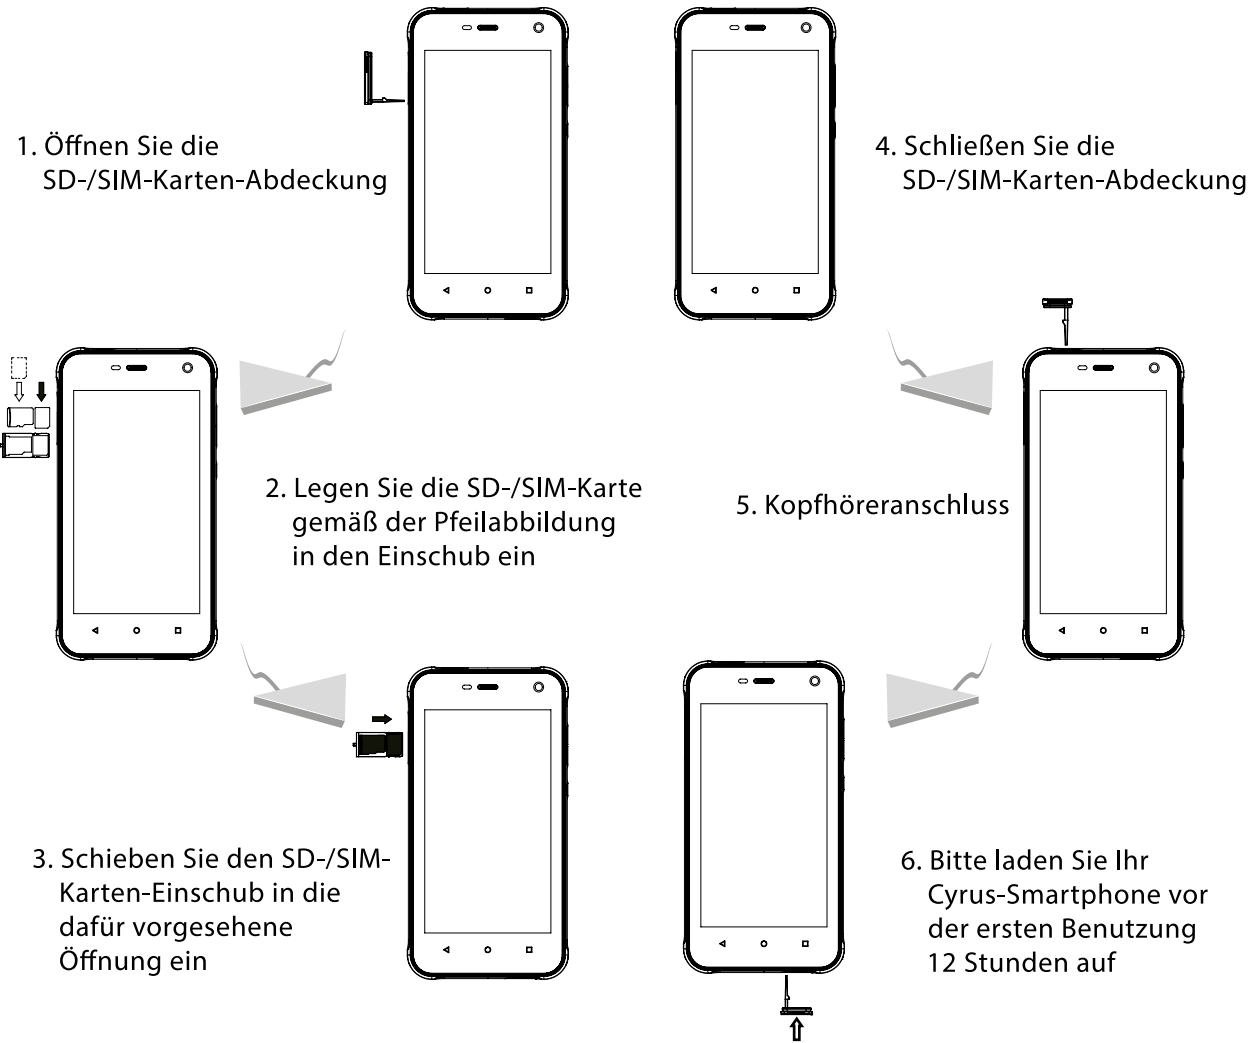 1. Öffnen Sie die
SD-/SIM-Karten-Abdeckung
2. Legen Sie die SD-/SIM-Karte
gemäß der Pfeilabbildung
in den Einschub ein
3. Schieben Sie den SD-/SIM-
Karten-Einschub in die
dafür vorgesehene
Öffnung ein
4. Schließen Sie die
SD-/SIM-Karten-Abdeckung
5. Kopfhöreranschluss
6. Bitte laden Sie Ihr
Cyrus-Smartphone vor
der ersten Benutzung
12 Stunden auf